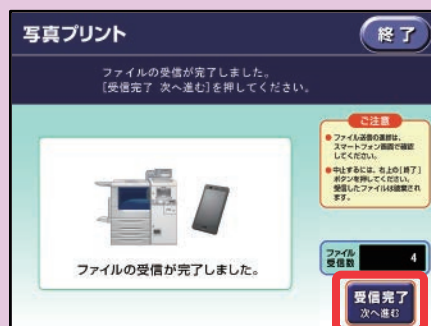 写真プリント
終了
ファイルの受信が完了しました。
[受信完了 次へ進む]を押してください。
ファイルの受信が完了しました。
ご注意
●ファイル送信の進捗は、
スマートフォン画面で確認
してください。
●中止するには、右上の[終了]
ボタンを押してください。
受信したファイルは破棄され
ます。
ファイル
受信数
4
受信完了
次へ進む